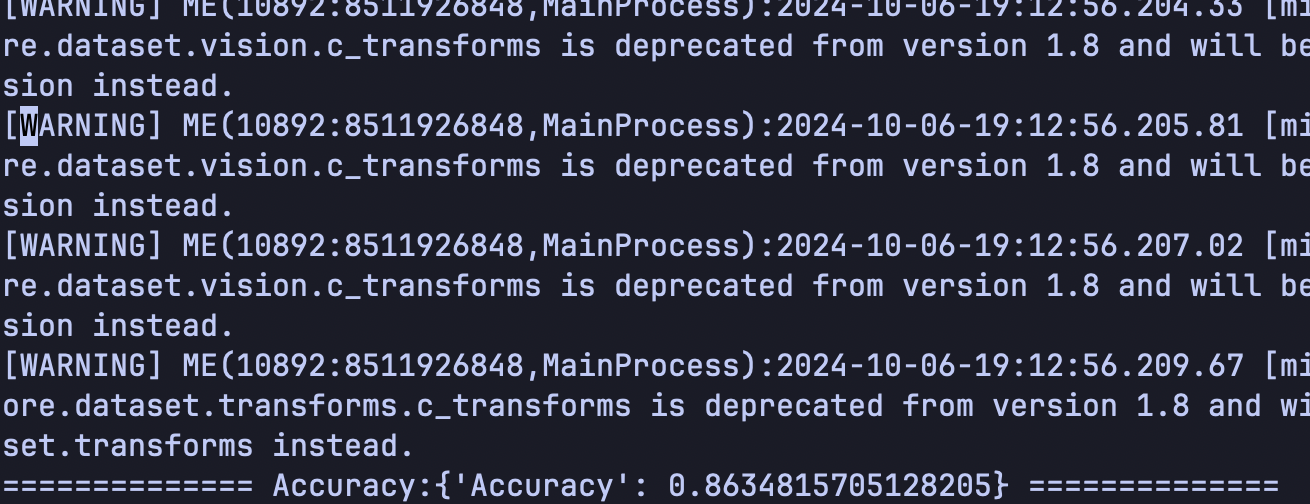 [WARNING] ME(10892:8511926848,MainProcess):2024-10-06-19:12:56.204.33 [mi
re.dataset.vision.c_transforms is deprecated from version 1.8 and will be
sion instead.
[WARNING] ME(10892:8511926848,MainProcess):2024-10-06-19:12:56.205.81 [mi
re.dataset.vision.c_transforms is deprecated from version 1.8 and will be
sion instead.
[WARNING] ME(10892:8511926848,MainProcess):2024-10-06-19:12:56.207.02 [mi
re.dataset.vision.c_transforms is deprecated from version 1.8 and will be
sion instead.
[WARNING] ME(10892:8511926848,MainProcess):2024-10-06-19:12:56.209.67 [mi
ore.dataset.transforms.c_transforms is deprecated from version 1.8 and wi
set.transforms instead.
============== Accuracy:{'Accuracy': 0.8634815705128205} ==============